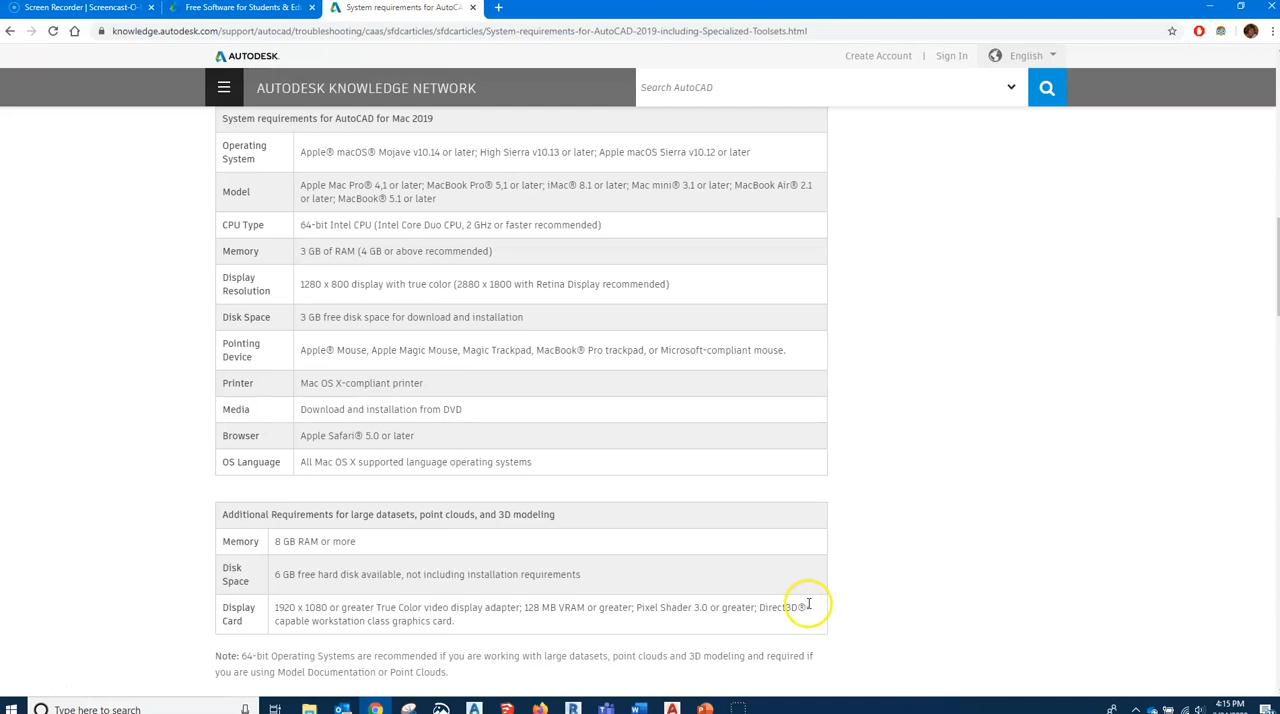 Screen Recorder | Screencast-O-
Free Software for Students & Edu
System requirements for AutoCA
knowledge.autodesk.com/support/autocad/troubleshooting/caas/sfdcarticles/sfdcarticles/System-requirements-for-AutoCAD-2019-including-Specialized-Toolsets.html
AUTODESK.
Create Account | Sign In
English
AUTODESK KNOWLEDGE NETWORK
Search AutoCAD
System requirements for AutoCAD for Mac 2019
Operating System
Apple® macOS® Mojave v10.14 or later; High Sierra v10.13 or later; Apple macOS Sierra v10.12 or later
Model
Apple Mac Pro® 4,1 or later; MacBook Pro® 5,1 or later; iMac® 8.1 or later; Mac mini® 3.1 or later; MacBook Air® 2.1
or later; MacBook® 5.1 or later
CPU Type
64-bit Intel CPU (Intel Core Duo CPU, 2 GHz or faster recommended)
Memory
3 GB of RAM (4 GB or above recommended)
Display
Resolution
1280 x 800 display with true color (2880 x 1800 with Retina Display recommended)
Disk Space
3 GB free disk space for download and installation
Pointing
Device
Apple® Mouse, Apple Magic Mouse, Magic Trackpad, MacBook® Pro trackpad, or Microsoft-compliant mouse.
Printer
Mac OS X-compliant printer
Media
Download and installation from DVD
Browser
Apple Safari® 5.0 or later
OS Language
All Mac OS X supported language operating systems
Additional Requirements for large datasets, point clouds, and 3D modeling
Memory
8 GB RAM or more
Disk
Space
6 GB free hard disk available, not including installation requirements
Display
Card
1920 x 1080 or greater True Color video display adapter; 128 MB VRAM or greater; Pixel Shader 3.0 or greater; Direct3D®-
capable workstation class graphics card.
Note: 64-bit Operating Systems are recommended if you are working with large datasets, point clouds and 3D modeling and required if
you are using Model Documentation or Point Clouds.
Type here to search
4:15 PM